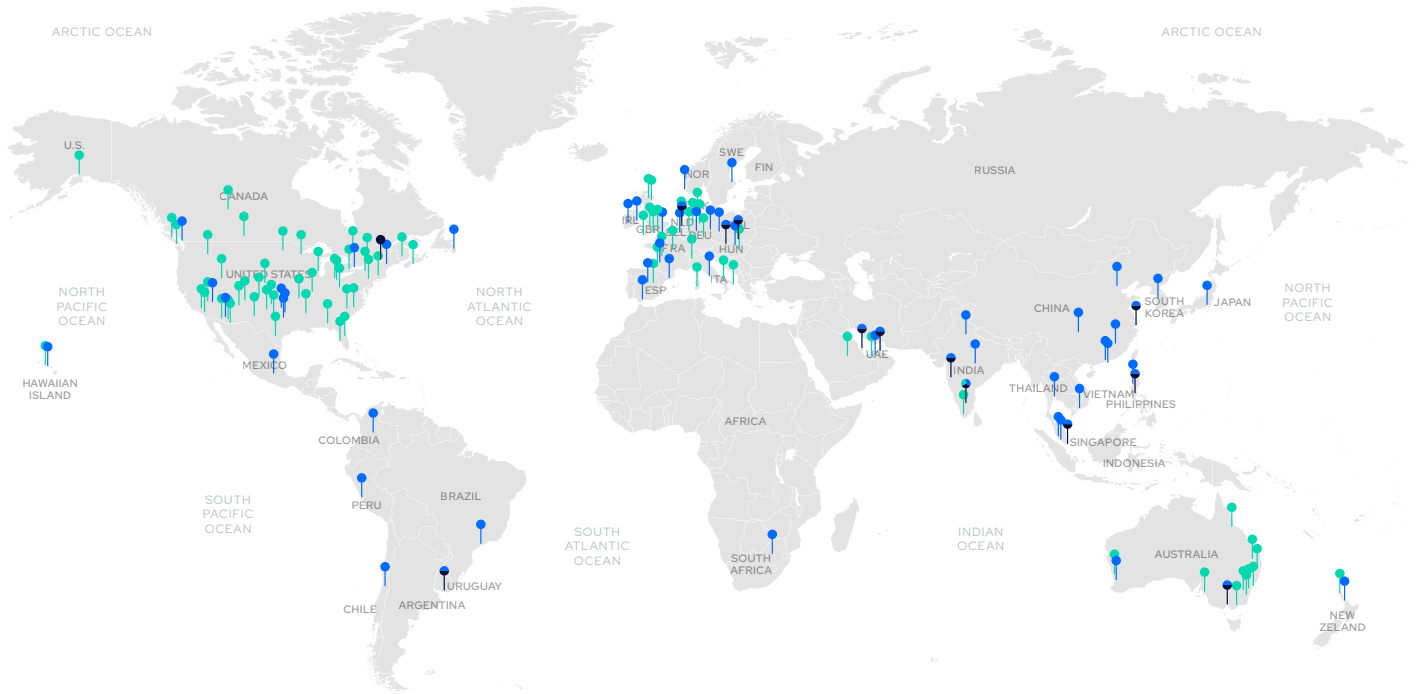 ARCTIC OCEAN
ARCTIC OCEAN
U.S.
CANADA
SWE
NOR
FIN
RUSSIA
IRL
GBR
NLD
BEL
DEU
FRA
HUN
ITA
ESP
UNITED STATES
NORTH
PACIFIC
OCEAN
NORTH
ATLANTIC
OCEAN
CHINA
SOUTH
KOREA
JAPAN
NORTH
PACIFIC
OCEAN
MEXICO
HAWAIIAN
ISLAND
UAE
INDIA
THAILAND
VIETNAM
PHILIPPINES
AFRICA
COLOMBIA
SINGAPORE
INDONESIA
BRAZIL
PERU
SOUTH
PACIFIC
OCEAN
SOUTH
ATLANTIC
OCEAN
INDIAN
OCEAN
SOUTH
AFRICA
AUSTRALIA
URUGUAY
CHILE
ARGENTINA
NEW
ZELAND